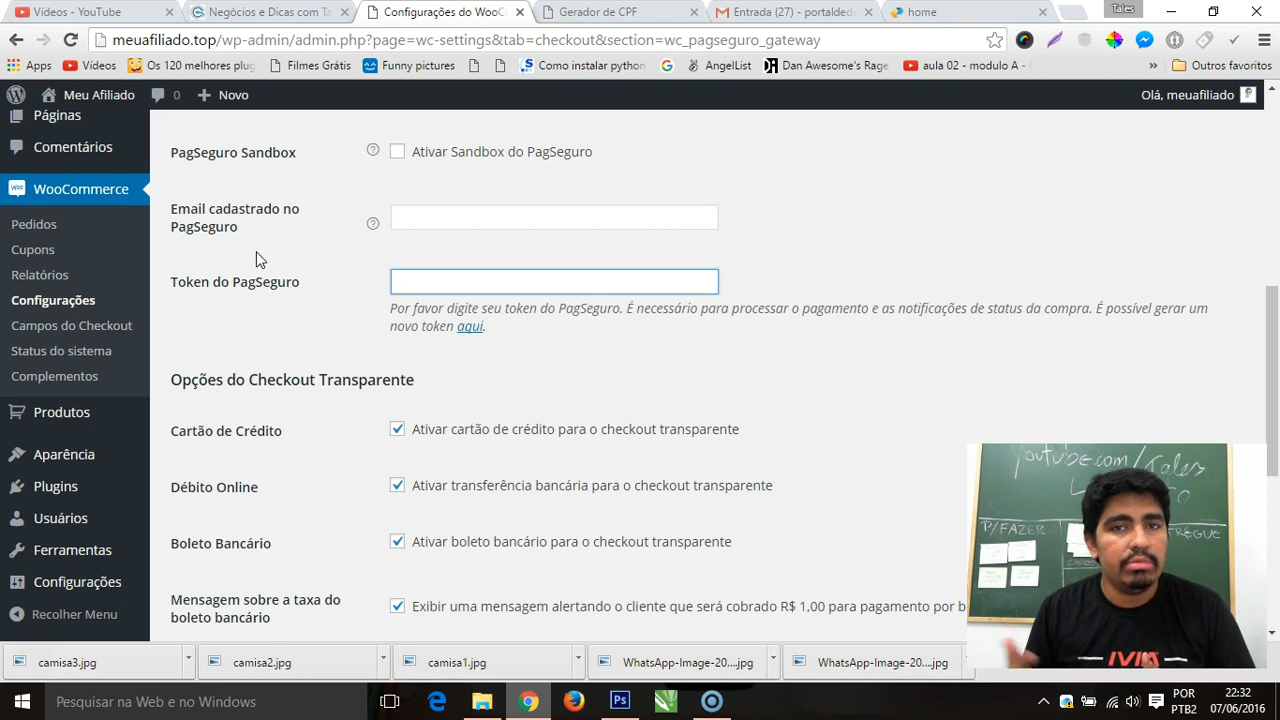 Vídeos - YouTube
Negócios e Dicas com Ta
Configurações do WooC
Gerador de CPF
Entrada (27) - portaldede
home
Tales
meuafiliado.top/wp-admin/admin.php?page=wc-settings&tab=checkout&section=wc_pagseguro_gateway
Apps
Vídeos
Os 120 melhores plug
Filmes Grátis
Funny pictures
Como instalar python
AngelList
Dan Awesome's Rage
aula 02 - modulo A -
»
Outros favoritos
Meu Afiliado
0
Novo
Olá, meuafiliado
Páginas
Comentários
WooCommerce
Pedidos
Cupons
Relatórios
Configurações
Campos do Checkout
Status do sistema
Complementos
Produtos
Aparência
Plugins
Usuários
Ferramentas
Configurações
Recolher Menu
PagSeguro Sandbox
Ativar Sandbox do PagSeguro
Email cadastrado no
PagSeguro
Token do PagSeguro
Por favor digite seu token do PagSeguro. É necessário para processar o pagamento e as notificações de status da compra. É possível gerar um
novo token aqui.
Opções do Checkout Transparente
Cartão de Crédito
Ativar cartão de crédito para o checkout transparente
Débito Online
Ativar transferência bancária para o checkout transparente
Boleto Bancário
Ativar boleto bancário para o checkout transparente
Mensagem sobre a taxa do
boleto bancário
Exibir uma mensagem alertando o cliente que será cobrado R$ 1,00 para pagamento por b
Youtube.com/Tales
P/FAZER
camisa3.jpg
camisa2.jpg
camisa1.jpg
WhatsApp-Image-20....jpg
WhatsApp-Image-20....jpg
Pesquisar na Web e no Windows
POR
PTB2
22:32
07/06/2016